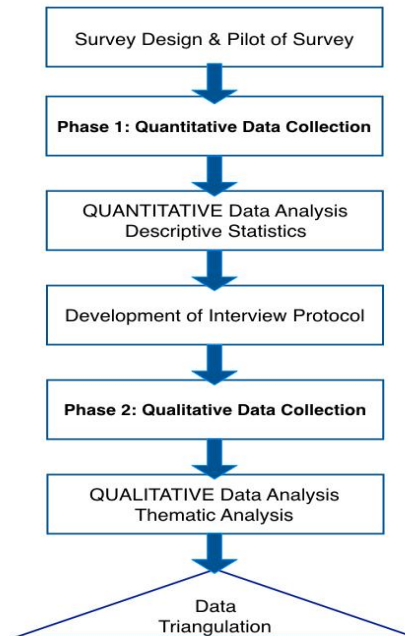 Survey Design & Pilot of Survey
Phase 1: Quantitative Data Collection
QUANTITATIVE Data Analysis
Descriptive Statistics
Development of Interview Protocol
Phase 2: Qualitative Data Collection
QUALITATIVE Data Analysis
Thematic Analysis
Data
Triangulation